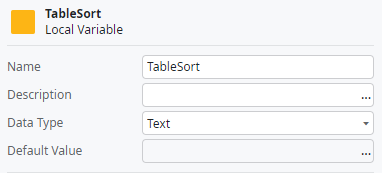 TableSort
Local Variable
Name TableSort
Description ...
Data Type Text
Default Value ...